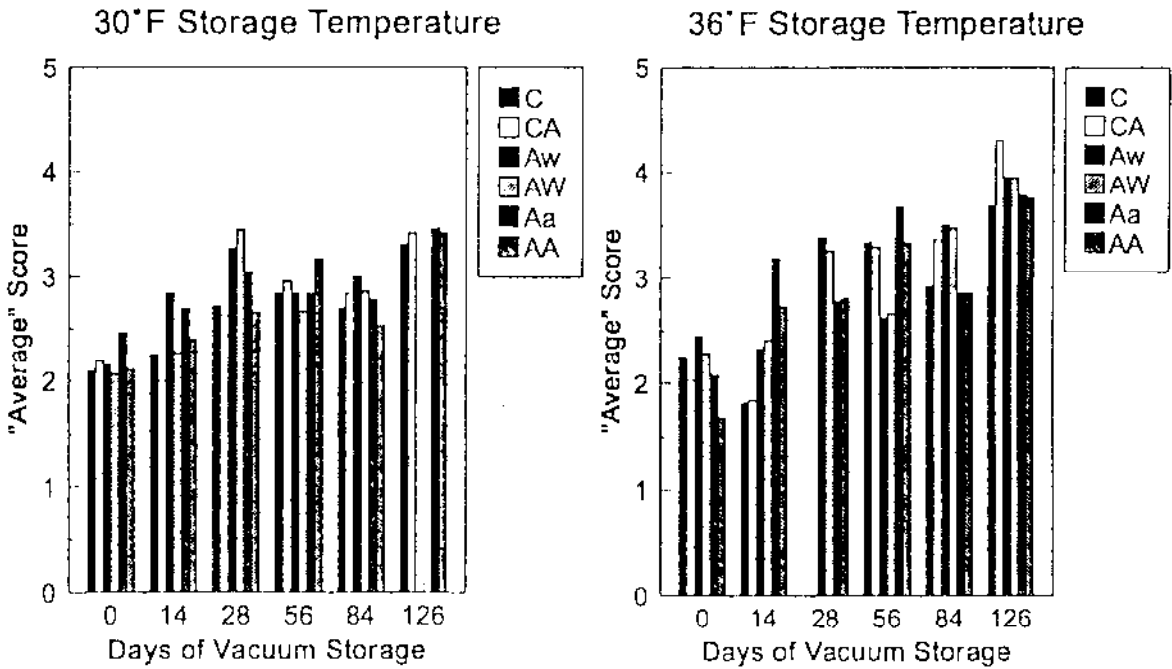 30°F Storage Temperature
5
4
3
2
1
0
"Average" Score
0 14 28 56 84 126
Days of Vacuum Storage
C
CA
Aw
AW
Aa
AA
36°F Storage Temperature
5
4
3
2
1
0
"Average" Score
0 14 28 56 84 126
Days of Vacuum Storage
C
CA
Aw
AW
Aa
AA